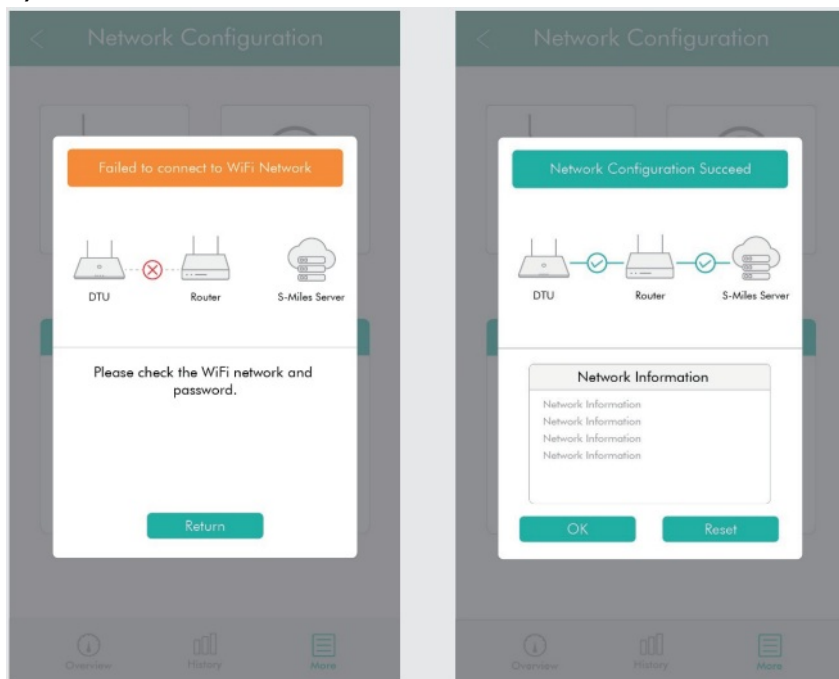 Network Configuration
Failed to connect to WiFi Network
DTU
Router
S-Miles Server
Please check the WiFi network and
password.
Return
Overview
History
More
Network Configuration
Network Configuration Succeed
DTU
Router
S-Miles Server
Network Information
Network Information
Network Information
Network Information
Network Information
OK
Reset
Overview
History
More